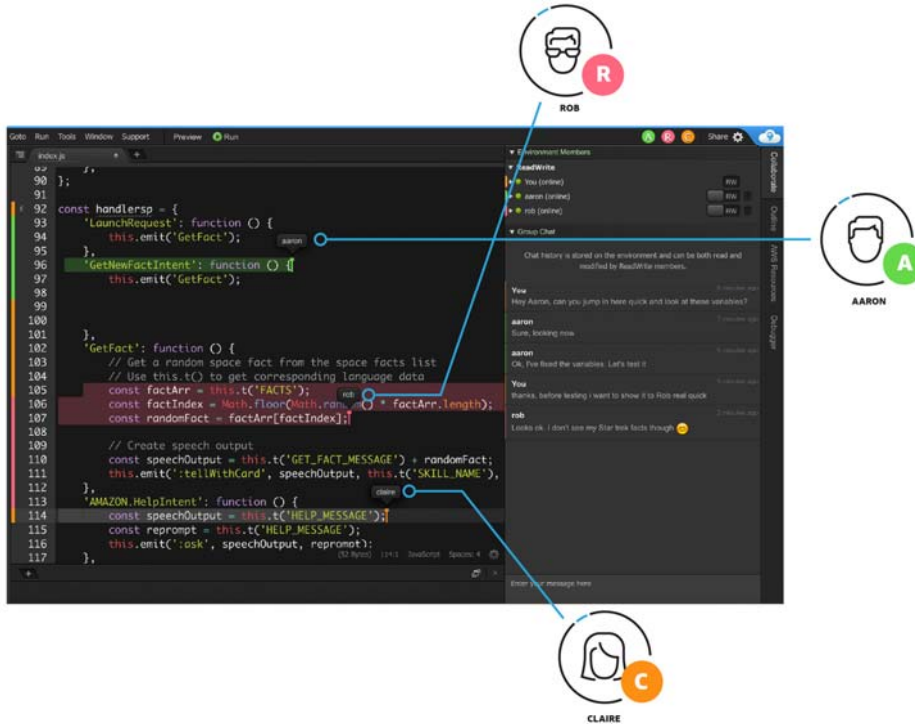 R
ROB
Goto Run Tools Window Support Preview Run
A R C Share
index.js
Environment Members
ReadWrite
You (online) RW
aaron (online) RW
rob (online) RW
Group Chat
Chat history is stored on the environment and can be both read and
modified by ReadWrite members.
You
Hey Aaron, can you jump in here quick and look at these variables?
aaron
Sure, looking now
aaron
Ok, I've fixed the variables. Let's test it
You
thanks, before testing i want to show it to Rob real quick
rob
Looks ok. I don't see my Star trek facts though
Enter your message here
Collaborate
Outline
AWS Resources
Debugger
89 },
90 };
91
92 const handlersp = {
93 'LaunchRequest': function () {
94 this.emit('GetFact');
95 },
96 'GetNewFactIntent': function () {
97 this.emit('GetFact');
98
99
100
101 },
102 'GetFact': function () {
103 // Get a random space fact from the space facts list
104 // Use this.t() to get corresponding language data
105 const factArr = this.t('FACTS');
106 const factIndex = Math.floor(Math.ran () * factArr.length);
107 const randomFact = factArr[factIndex];
108
109 // Create speech output
110 const speechOutput = this.t('GET_FACT_MESSAGE') + randomFact;
111 this.emit(':tellWithCard', speechOutput, this.t('SKILL_NAME'),
112 },
113 'AMAZON.HelpIntent': function () {
114 const speechOutput = this.t('HELP_MESSAGE');
115 const reprompt = this.t('HELP_MESSAGE');
116 this.emit(':ask', speechOutput, reprompt);
117 },
aaron
rob
claire
(52 Bytes) 114:1 JavaScript Spaces: 4
A
AARON
C
CLAIRE